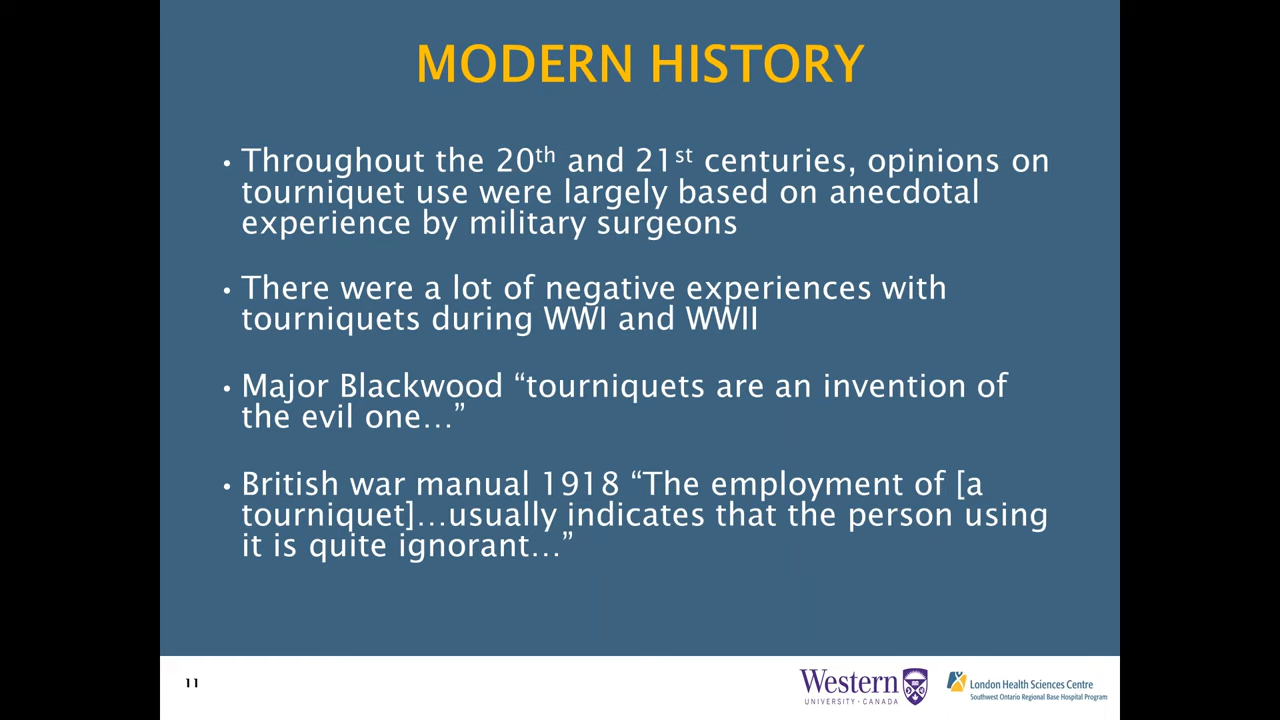 MODERN HISTORY
• Throughout the 20th and 21st centuries, opinions on
tourniquet use were largely based on anecdotal
experience by military surgeons
• There were a lot of negative experiences with
tourniquets during WWI and WWII
• Major Blackwood “tourniquets are an invention of
the evil one…”
• British war manual 1918 “The employment of [a
tourniquet]…usually indicates that the person using
it is quite ignorant…”
11
Western
UNIVERSITY · CANADA
London Health Sciences Centre
Southwest Ontario Regional Base Hospital Program